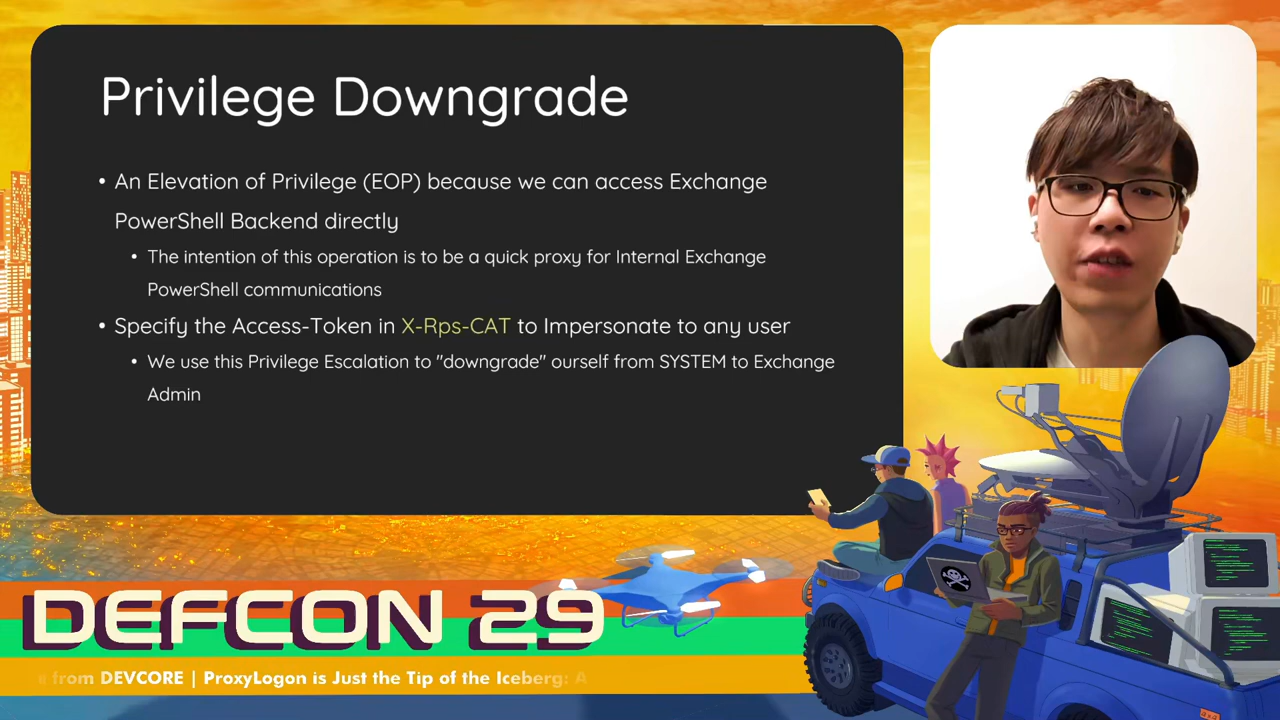 Privilege Downgrade
• An Elevation of Privilege (EOP) because we can access Exchange
PowerShell Backend directly
• The intention of this operation is to be a quick proxy for Internal Exchange
PowerShell communications
• Specify the Access-Token in X-Rps-CAT to Impersonate to any user
• We use this Privilege Escalation to "downgrade" ourself from SYSTEM to Exchange
Admin
DEFCON 29
from DEVCORE | ProxyLogon is Just the Tip of the Iceberg: A